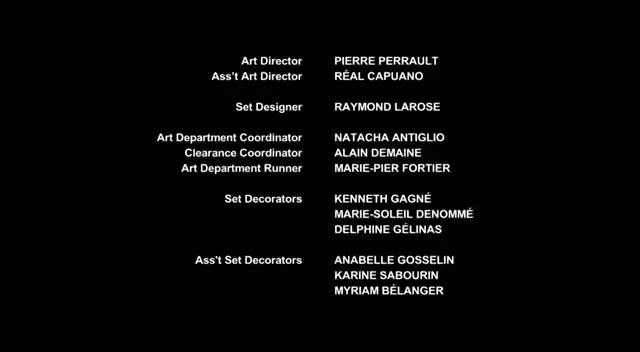 Art Director PIERRE PERRAULT
Ass't Art Director RÉAL CAPUANO
Set Designer RAYMOND LAROSE
Art Department Coordinator NATACHA ANTIGLIO
Clearance Coordinator ALAIN DEMAINE
Art Department Runner MARIE-PIER FORTIER
Set Decorators KENNETH GAGNÉ
MARIE-SOLEIL DENOMMÉ
DELPHINE GÉLINAS
Ass't Set Decorators ANABELLE GOSSELIN
KARINE SABOURIN
MYRIAM BÉLANGER